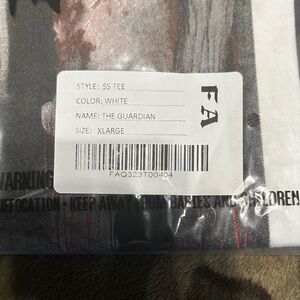 STYLE: SS TEE
COLOR: WHITE
NAME: THE GUARDIAN
SIZE: XLARGE
FA
FAQ323T00404
WARNING
SUFFOCATION - KEEP AWAY FROM BABIES AND CHILDREN